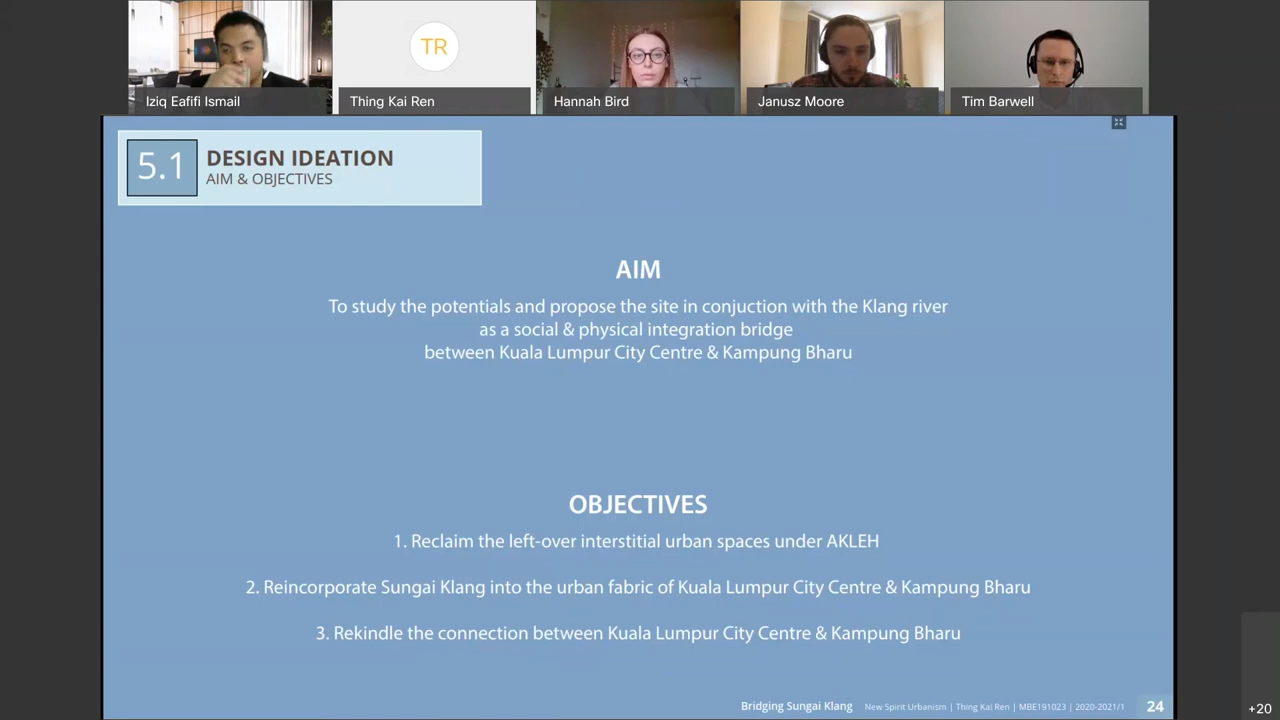 TR
Iziq Eafifi Ismail
Thing Kai Ren
Hannah Bird
Janusz Moore
Tim Barwell
5.1
DESIGN IDEATION
AIM & OBJECTIVES
AIM
To study the potentials and propose the site in conjuction with the Klang river
as a social & physical integration bridge
between Kuala Lumpur City Centre & Kampung Bharu
OBJECTIVES
1. Reclaim the left-over interstitial urban spaces under AKLEH
2. Reincorporate Sungai Klang into the urban fabric of Kuala Lumpur City Centre & Kampung Bharu
3. Rekindle the connection between Kuala Lumpur City Centre & Kampung Bharu
Bridging Sungai Klang New Spirit Urbanism | Thing Kai Ren | MBE191023 | 2020-2021/1 24
+20